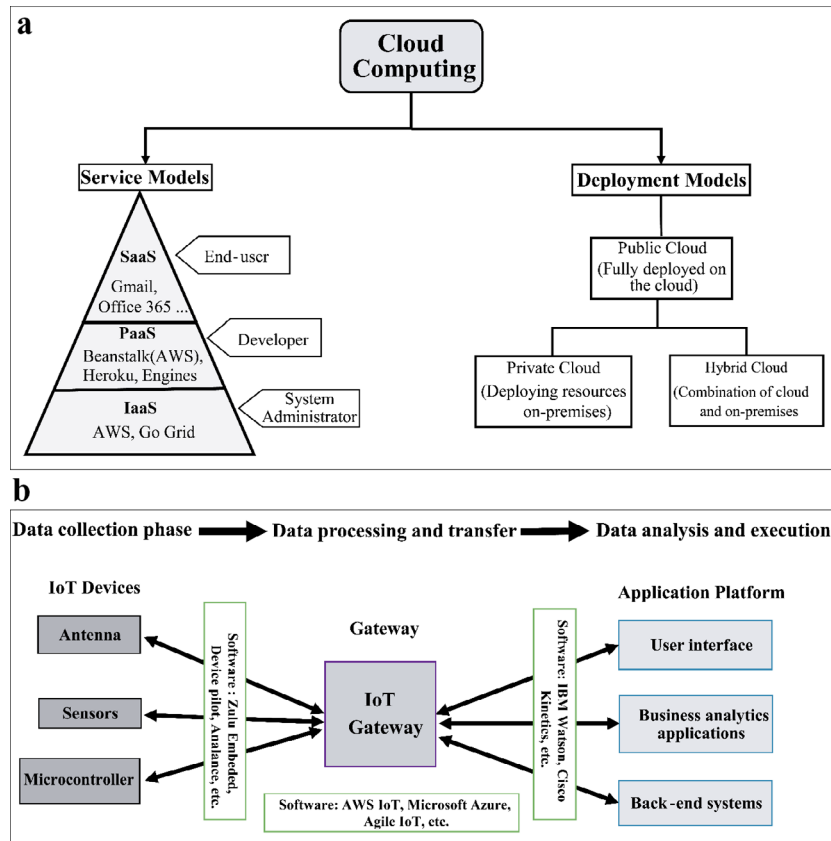 a
Cloud
Computing
Service Models
Deployment Models
SaaS
Gmail,
Office 365 ...
End-user
PaaS
Beanstalk(AWS),
Heroku, Engines
Developer
IaaS
AWS, Go Grid
System
Administrator
Public Cloud
(Fully deployed on
the cloud)
Private Cloud
(Deploying resources
on-premises)
Hybrid Cloud
(Combination of cloud
and on-premises
b
Data collection phase
Data processing and transfer
Data analysis and execution
IoT Devices
Antenna
Sensors
Microcontroller
Software : Zulu Embeded,
Device pilot, Analance, etc.
Gateway
IoT
Gateway
Software: AWS IoT, Microsoft Azure,
Agile IoT, etc.
Software: IBM Watson, Cisco
Kinetics, etc.
Application Platform
User interface
Business analytics
applications
Back-end systems